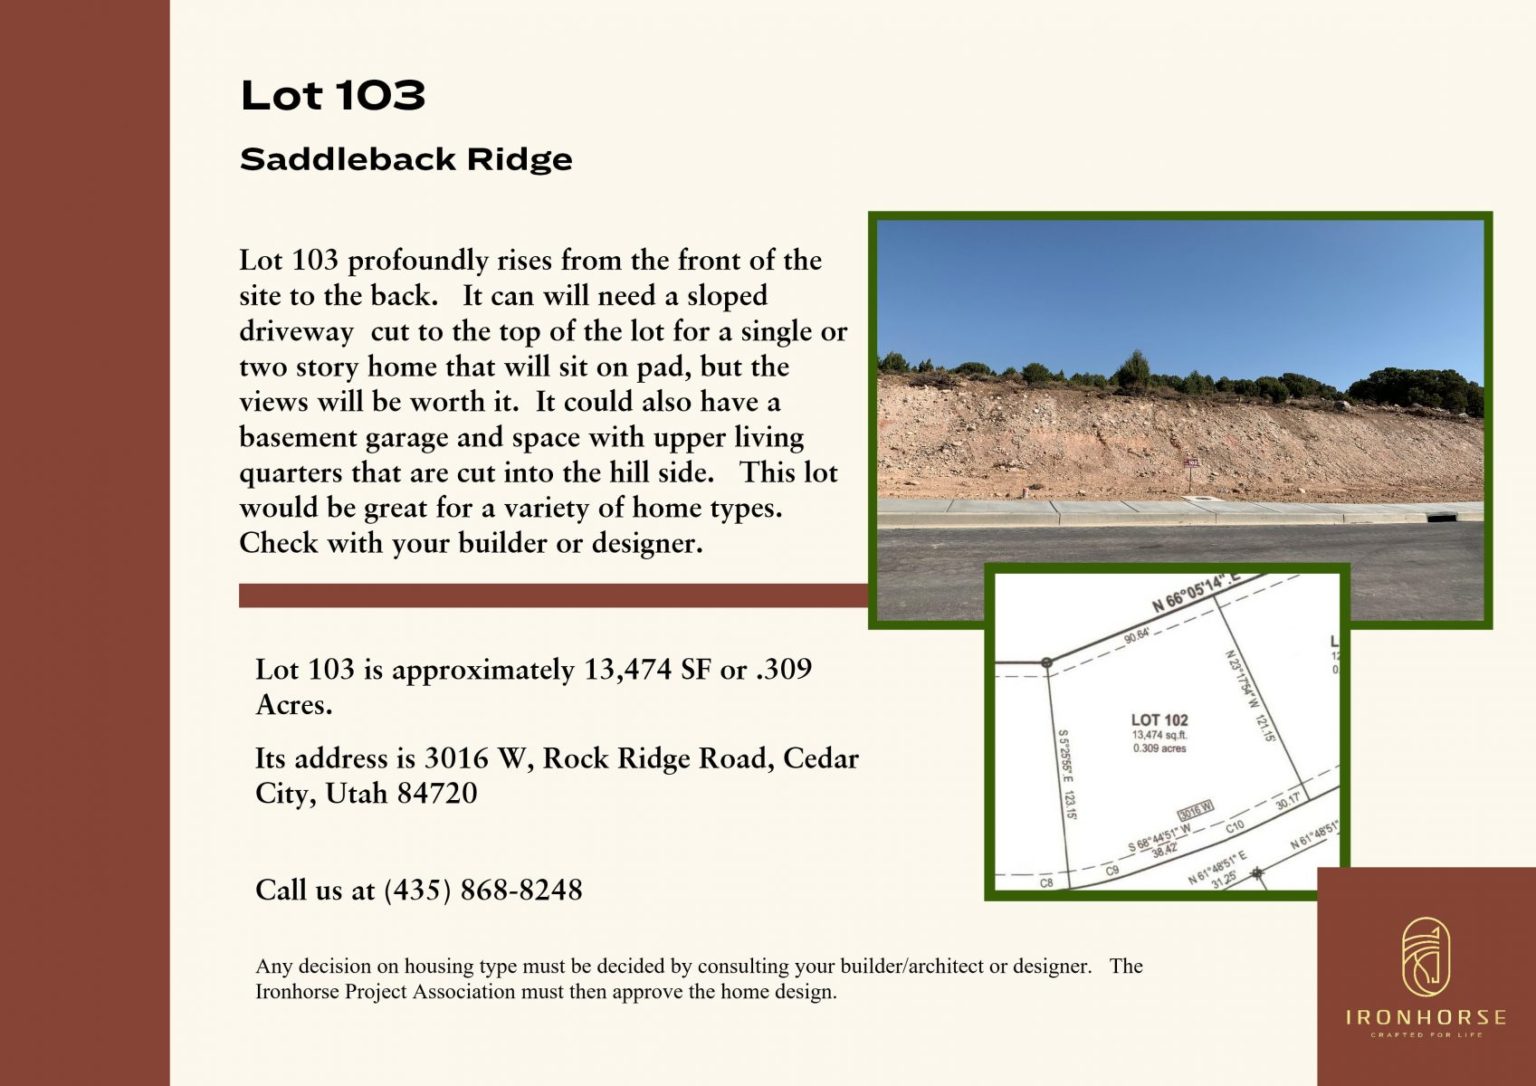 Lot 103
Saddleback Ridge
Lot 103 profoundly rises from the front of the
site to the back.   It can will need a sloped
driveway  cut to the top of the lot for a single or
two story home that will sit on pad, but the
views will be worth it.  It could also have a
basement garage and space with upper living
quarters that are cut into the hill side.   This lot
would be great for a variety of home types.
Check with your builder or designer.
Lot 103 is approximately 13,474 SF or .309
Acres.
Its address is 3016 W, Rock Ridge Road, Cedar
City, Utah 84720
Call us at (435) 868-8248
Any decision on housing type must be decided by consulting your builder/architect or designer.   The
Ironhorse Project Association must then approve the home design.
N 66°05'14" E
90.64'
N 23°17'54" W 121.15'
LOT 102
13,474 sq.ft.
0.309 acres
S 5°25'55" E 123.15'
3016 W
30.17'
S 68°44'51" W
38.42'
C10
C9
C8
N 61°48'51" E
31.25'
N 61°48'51"
IRONHORSE
CRAFTED FOR LIFE